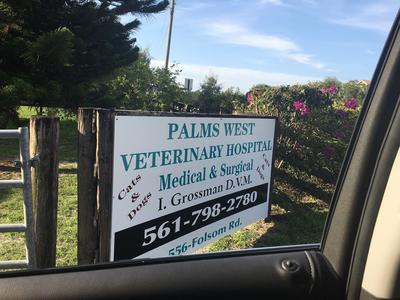 PALMS WEST
VETERINARY HOSPITAL
Medical & Surgical
Cats
&
Dogs
I. Grossman D.V.M.
561-798-2780
556-Folsom Rd.